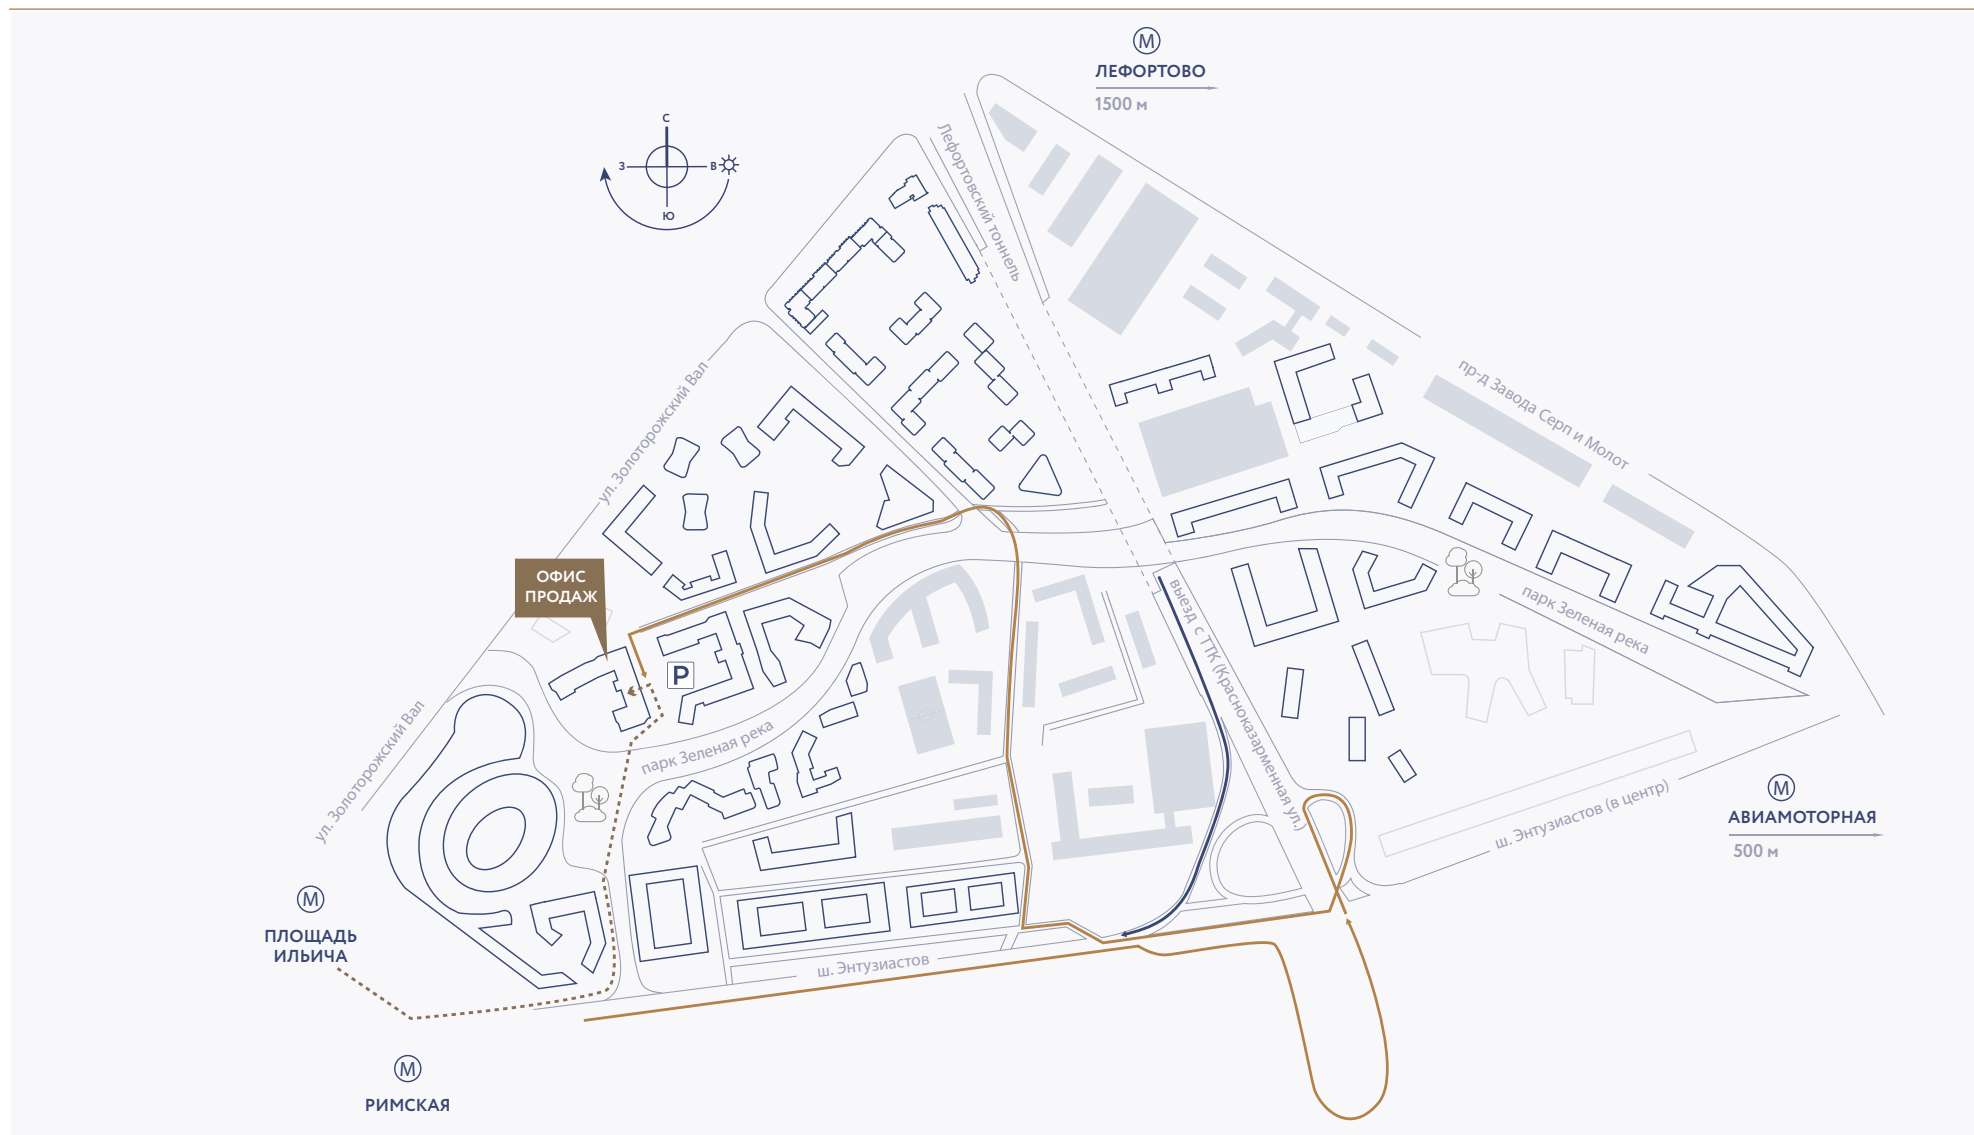 М
ЛЕФОРТОВО
1500 м
С
З
В
Ю
Лефортовский тоннель
ул. Золоторожский Вал
пр-д Завода Серп и Молот
ОФИС
ПРОДАЖ
P
выезд с ТТК (Красноказарменная ул.)
парк Зеленая река
парк Зеленая река
ул. Золоторожский Вал
М
АВИАМОТОРНАЯ
500 м
ш. Энтузиастов (в центр)
М
ПЛОЩАДЬ
ИЛЬИЧА
ш. Энтузиастов
М
РИМСКАЯ